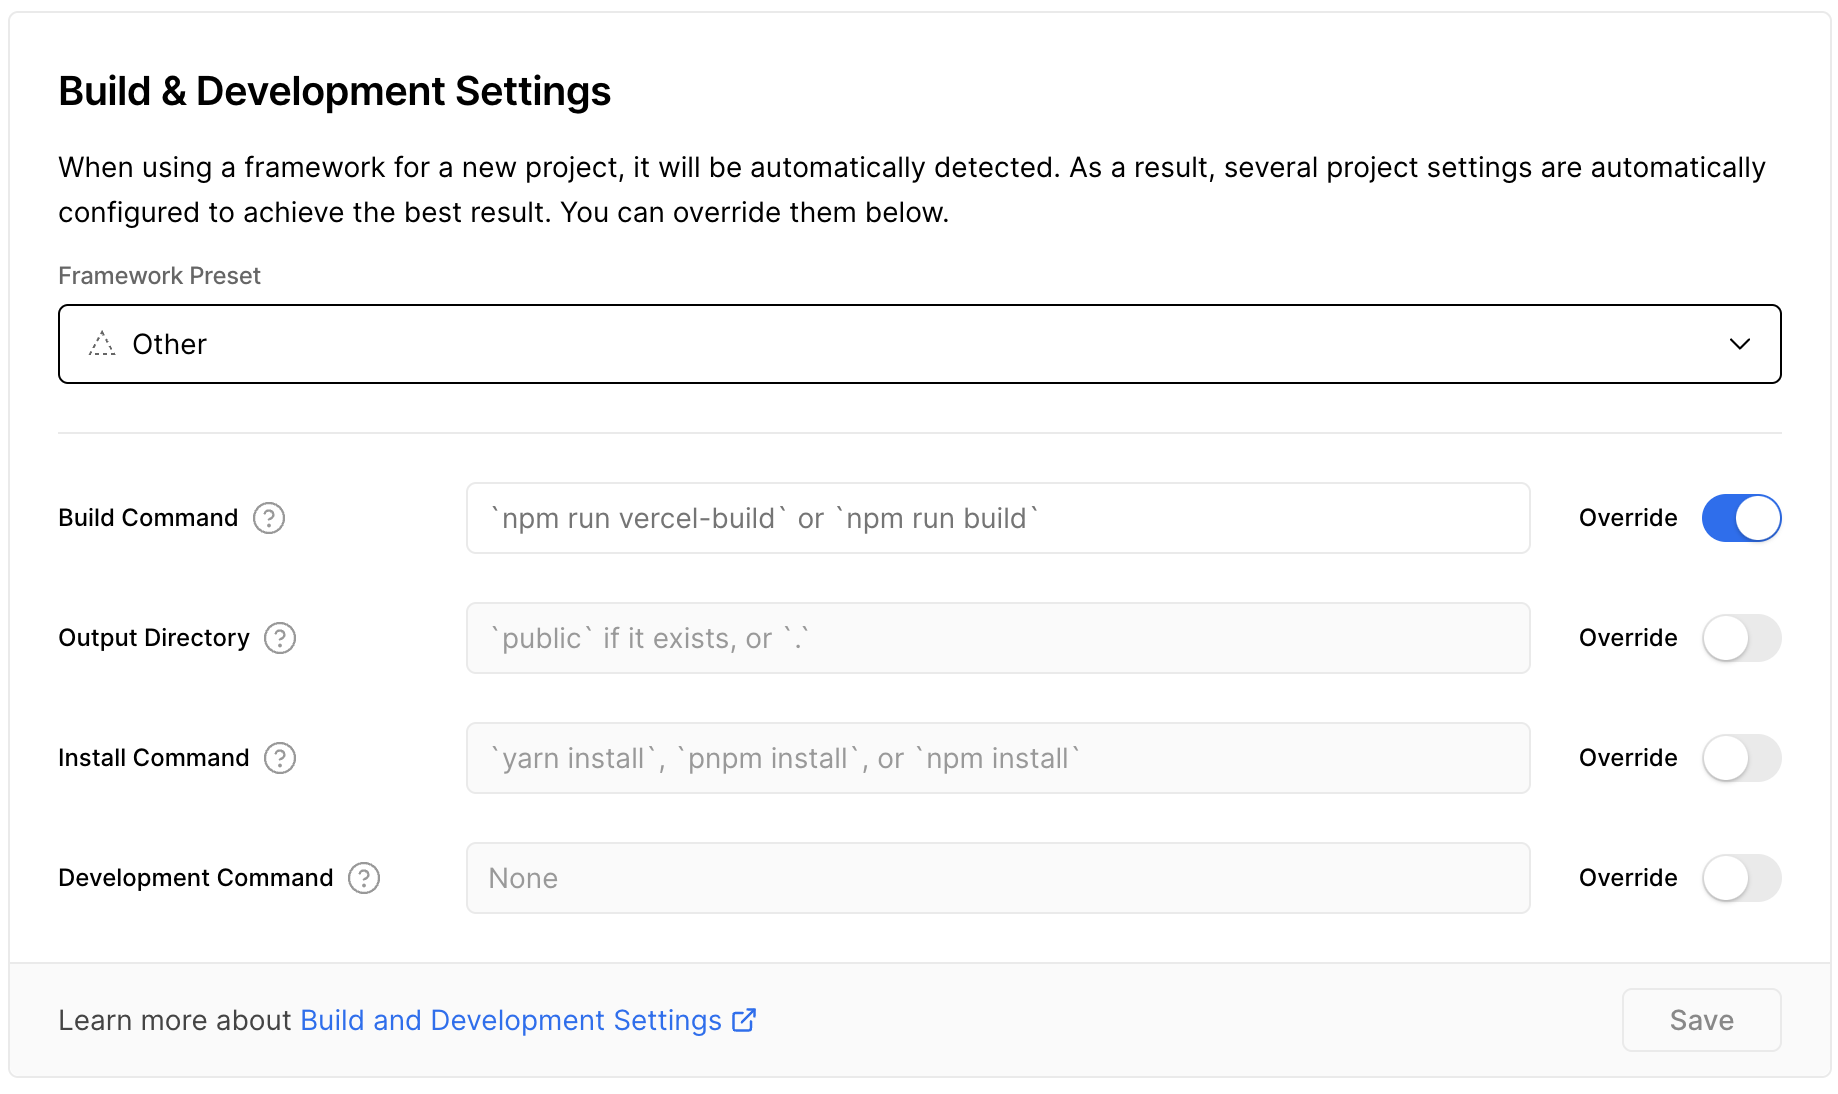 Build & Development Settings
When using a framework for a new project, it will be automatically detected. As a result, several project settings are automatically
configured to achieve the best result. You can override them below.
Framework Preset
Other
Build Command ?
`npm run vercel-build` or `npm run build`
Override
Output Directory ?
`public` if it exists, or `.`
Override
Install Command ?
`yarn install`, `pnpm install`, or `npm install`
Override
Development Command ?
None
Override
Learn more about Build and Development Settings
Save